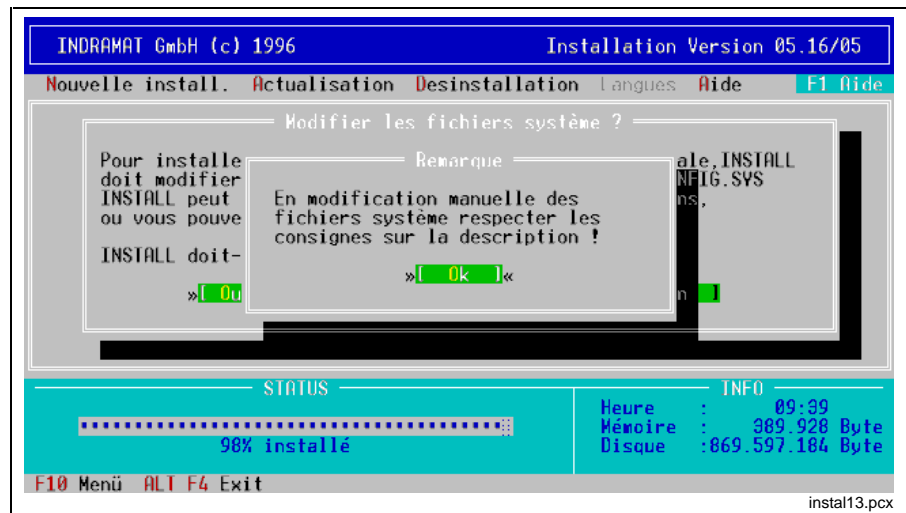 INDRAMAT GmbH (c) 1996 Installation Version 05.16/05
Nouvelle install. Actualisation Desinstallation Langues Aide F1 Aide
Modifier les fichiers système ?
Pour installe ale,INSTALL
doit modifier NFIG.SYS
INSTALL peut ns,
ou vous pouve
INSTALL doit-
»[ Ou n ]
Remarque
En modification manuelle des
fichiers système respecter les
consignes sur la description !
»[ Ok ]«
STATUS
98% installé
INFO
Heure : 09:39
Mémoire : 389.928 Byte
Disque :869.597.184 Byte
F10 Menü ALT F4 Exit
instal13.pcx